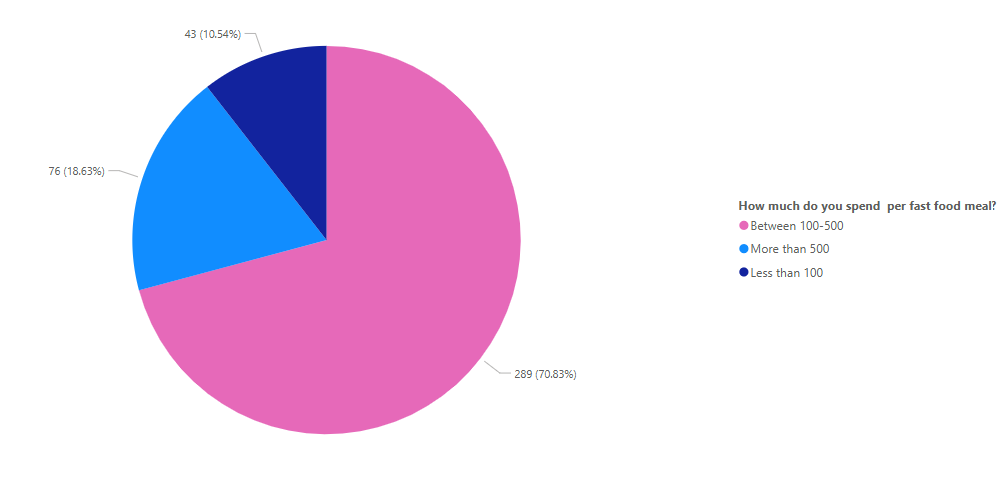 43 (10.54%)
76 (18.63%)
How much do you spend  per fast food meal?
Between 100-500
More than 500
Less than 100
289 (70.83%)